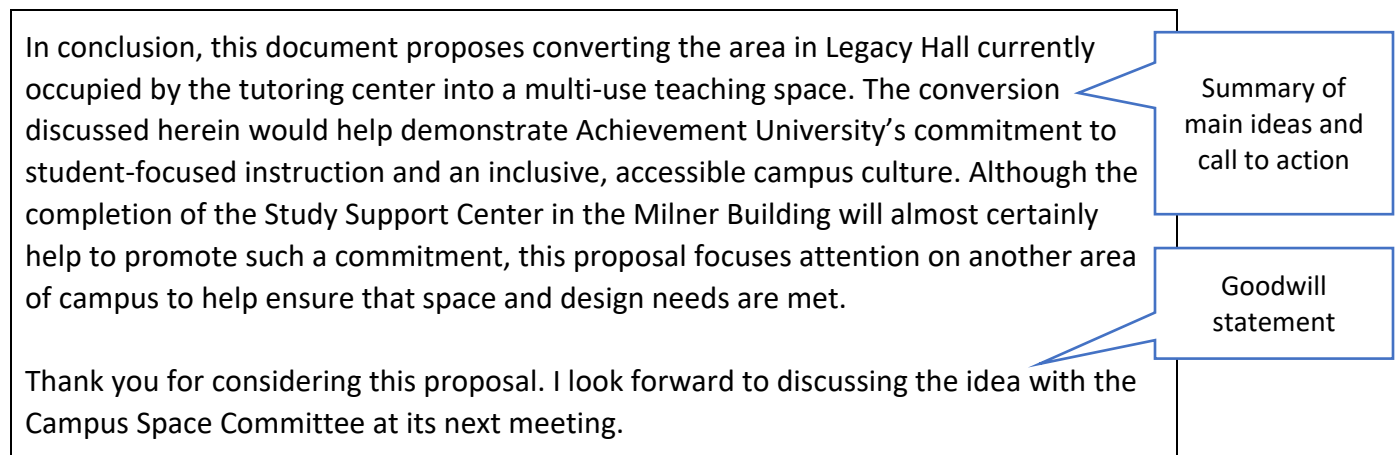 In conclusion, this document proposes converting the area in Legacy Hall currently
occupied by the tutoring center into a multi-use teaching space. The conversion
discussed herein would help demonstrate Achievement University’s commitment to
student-focused instruction and an inclusive, accessible campus culture. Although the
completion of the Study Support Center in the Milner Building will almost certainly
help to promote such a commitment, this proposal focuses attention on another area
of campus to help ensure that space and design needs are met.
Thank you for considering this proposal. I look forward to discussing the idea with the
Campus Space Committee at its next meeting.
Summary of
main ideas and
call to action
Goodwill
statement